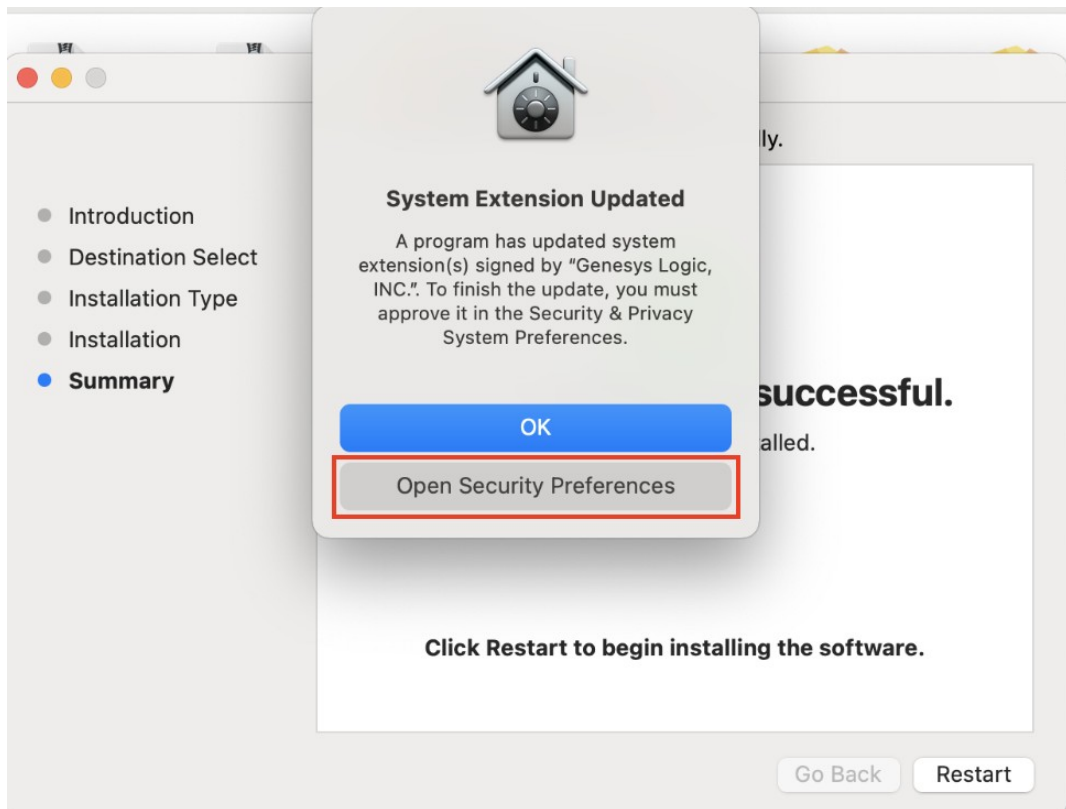 System Extension Updated
A program has updated system
extension(s) signed by “Genesys Logic,
INC.”. To finish the update, you must
approve it in the Security & Privacy
System Preferences.
OK
Open Security Preferences
Introduction
Destination Select
Installation Type
Installation
Summary
successful.
Click Restart to begin installing the software.
Go Back
Restart